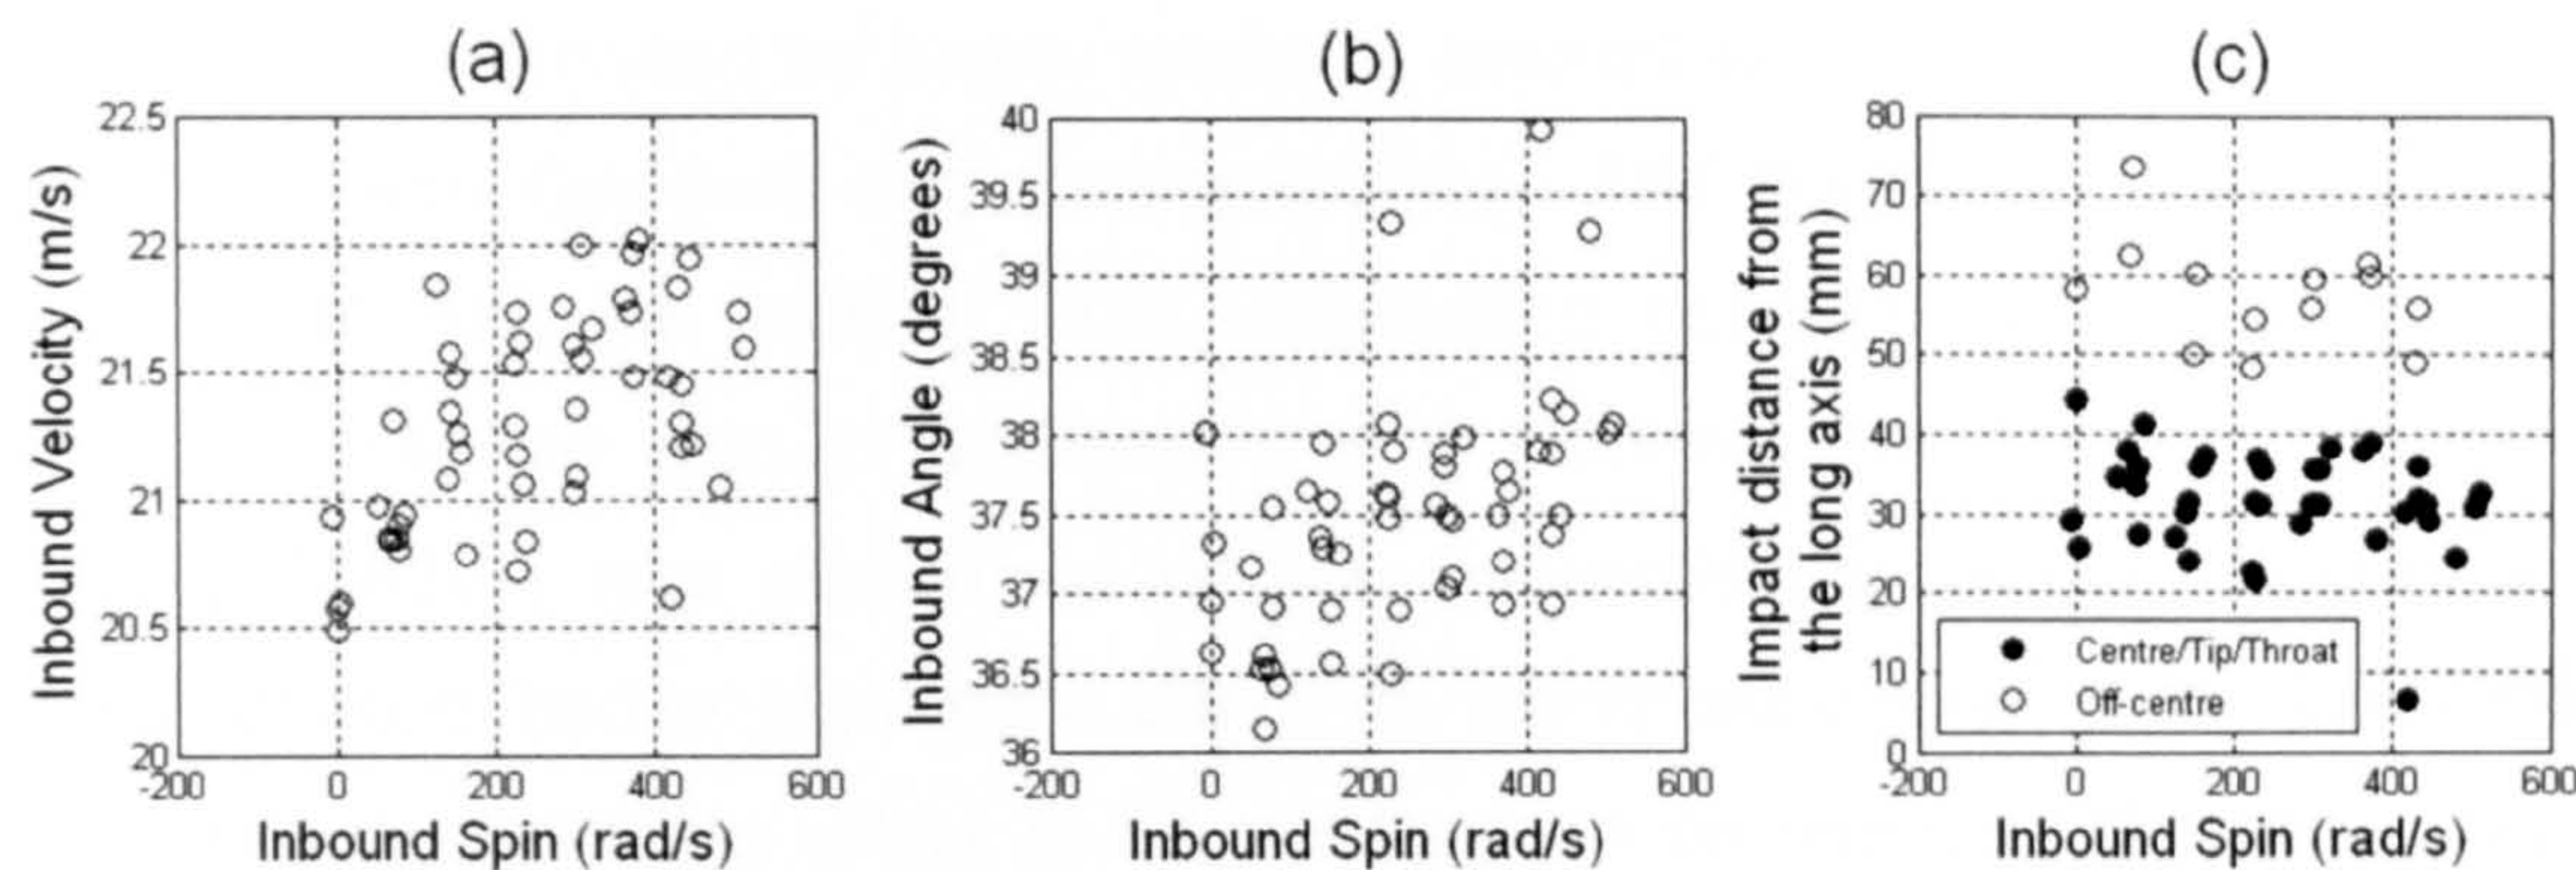 (a)
(b)
(c)
Inbound Velocity (m/s)
22.5
22
21.5
21
20.5
20
-200 0 200 400 600
Inbound Spin (rad/s)
Inbound Angle (degrees)
40
39.5
39
38.5
38
37.5
37
36.5
36
-200 0 200 400 600
Inbound Spin (rad/s)
Impact distance from
the long axis (mm)
80
70
60
50
40
30
20
10
0
Centre/Tip/Throat
Off-centre
-200 0 200 400 600
Inbound Spin (rad/s)